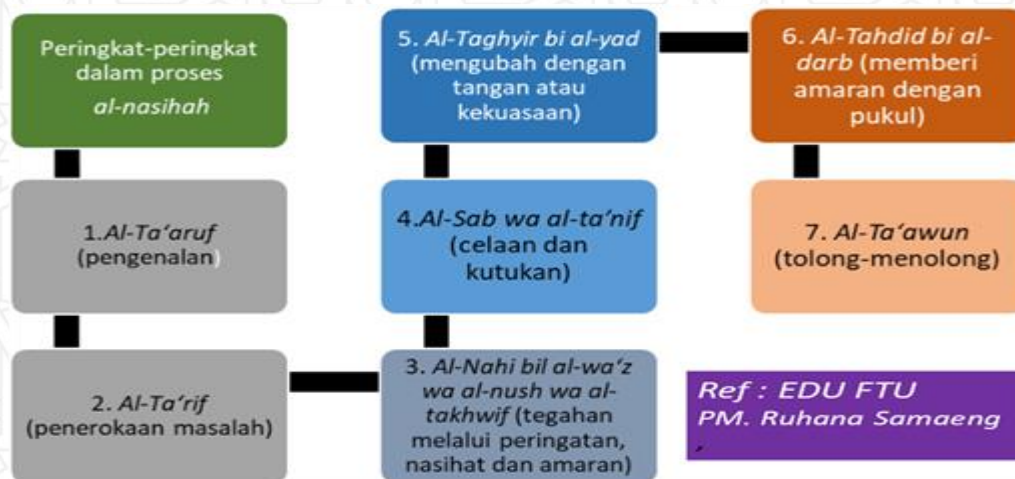 Peringkat-peringkat
dalam proses
al-nasihah
1.Al-Ta‘aruf
(pengenalan)
2. Al-Ta‘rif
(penerokaan masalah)
3. Al-Nahi bil al-wa‘z
wa al-nush wa al-
takhwif (tegahan
melalui peringatan,
nasihat dan amaran)
4.Al-Sab wa al-ta‘nif
(celaan dan
kutukan)
5. Al-Taghyir bi al-yad
(mengubah dengan
tangan atau
kekuasaan)
6. Al-Tahdid bi al-
darb (memberi
amaran dengan
pukul)
7. Al-Ta‘awun
(tolong-menolong)
Ref : EDU FTU
PM. Ruhana Samaeng
,